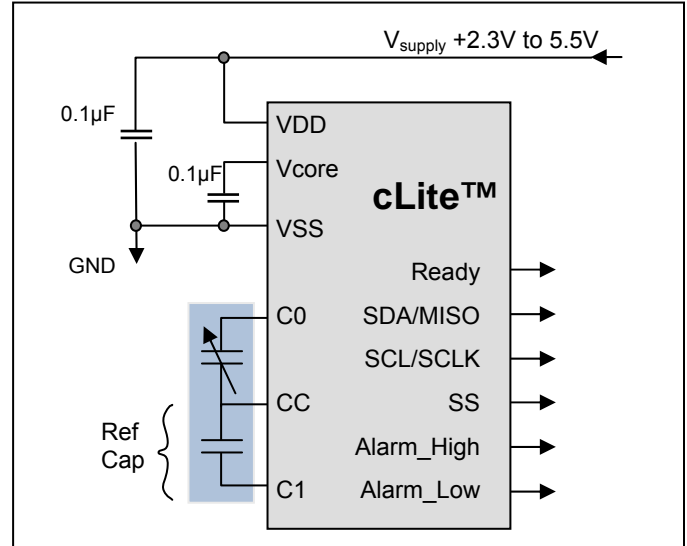 Vsupply +2.3V to 5.5V
0.1µF
VDD
0.1µF
Vcore
cLite™
VSS
GND
Ready
C0
SDA/MISO
SCL/SCLK
CC
SS
Ref
Cap
Alarm_High
C1
Alarm_Low